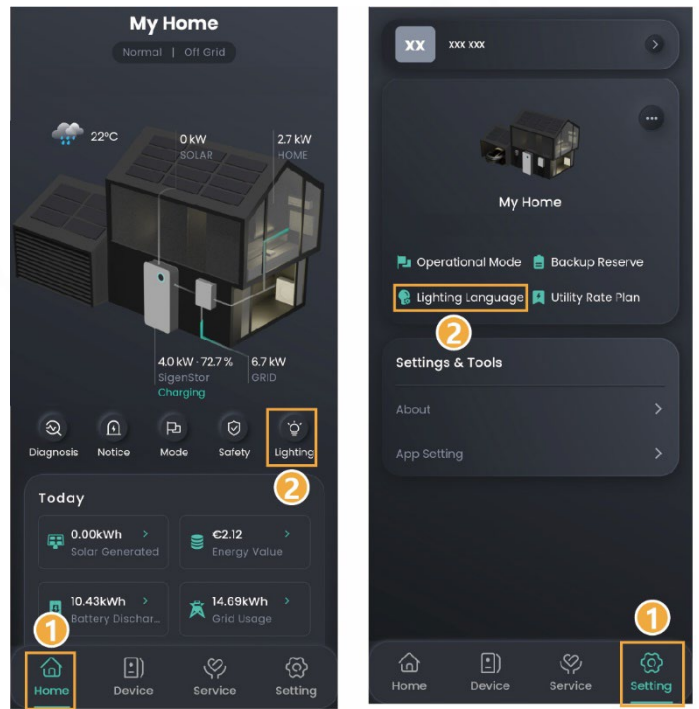 My Home
Normal | Off Grid
22°C
0 kW
SOLAR
2.7 kW
HOME
4.0 kW · 72.7 %
SigenStor
Charging
6.7 kW
GRID
Diagnosis
Notice
Mode
Safety
Lighting
2
Today
0.00kWh >
Solar Generated
€2.12 >
Energy Value
10.43kWh >
Battery Dischar...
14.69kWh >
Grid Usage
1
Home
Device
Service
Setting
XX
xxx xxx
My Home
Operational Mode
Backup Reserve
Lighting Language
Utility Rate Plan
2
Settings & Tools
About
App Setting
1
Home
Device
Service
Setting